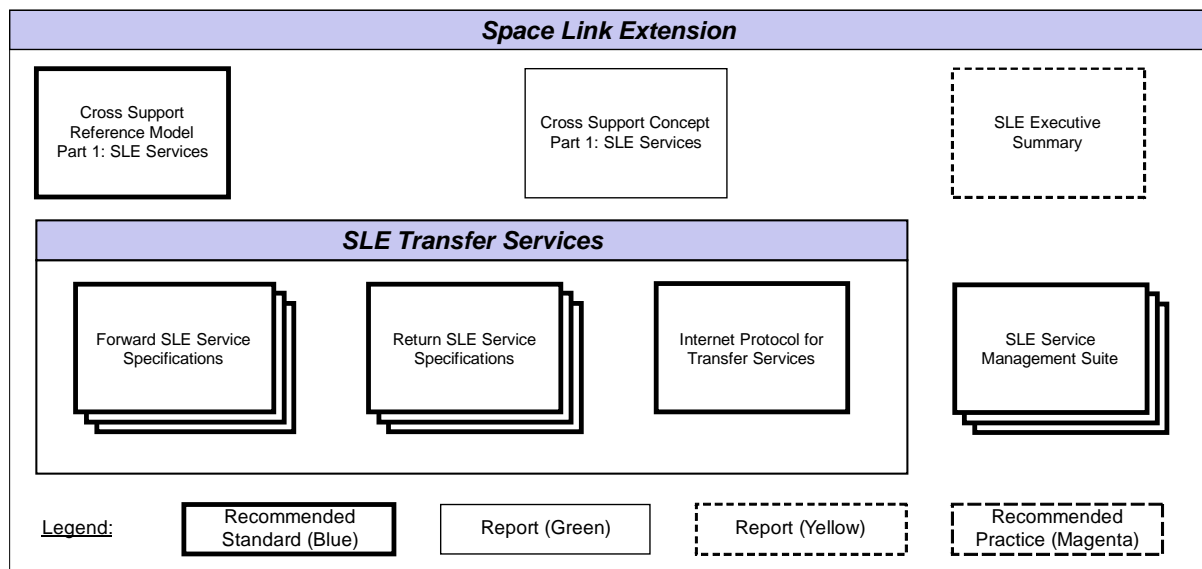 Space Link Extension
Cross Support
Reference Model
Part 1: SLE Services
Cross Support Concept
Part 1: SLE Services
SLE Executive
Summary
SLE Transfer Services
Forward SLE Service
Specifications
Return SLE Service
Specifications
Internet Protocol for
Transfer Services
SLE Service
Management Suite
Legend:
Recommended
Standard (Blue)
Report (Green)
Report (Yellow)
Recommended
Practice (Magenta)